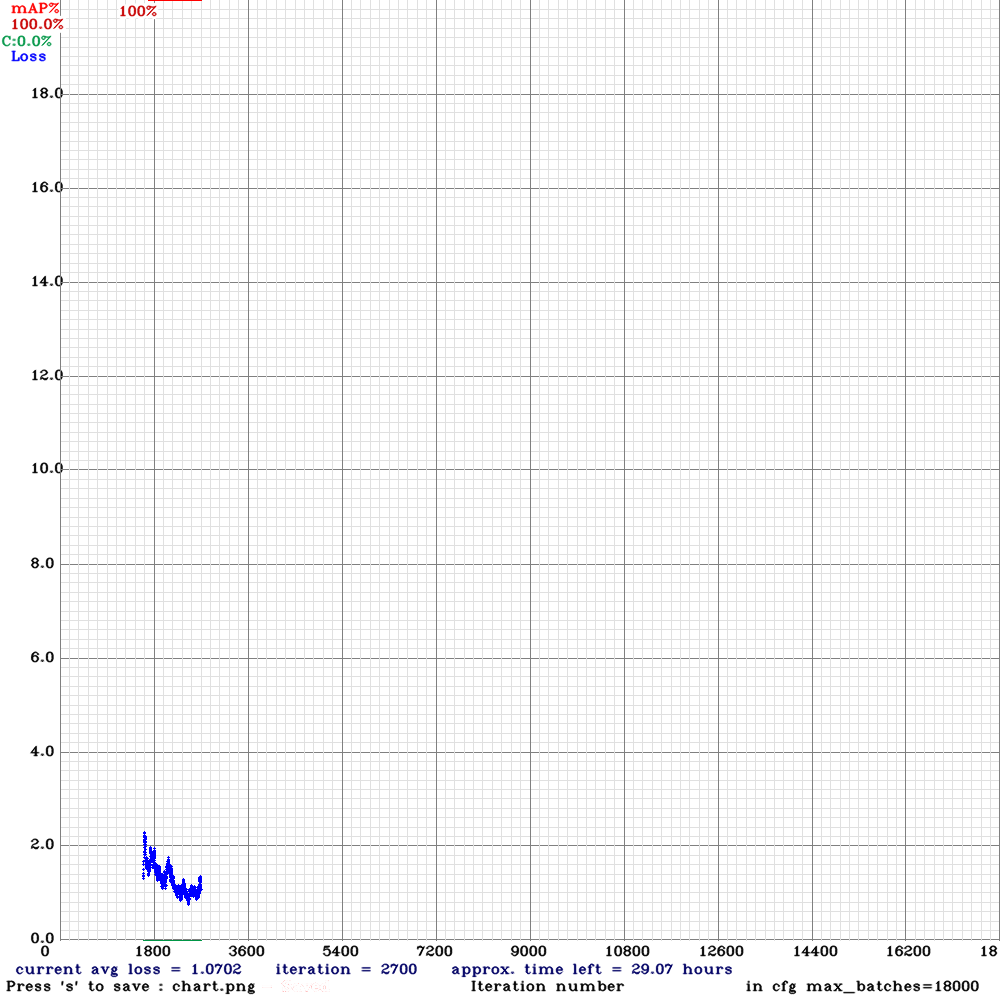 mAP%
100.0%
100%
C:0.0%
Loss
18.0
16.0
14.0
12.0
10.0
8.0
6.0
4.0
2.0
0.0
0 1800 3600 5400 7200 9000 10800 12600 14400 16200 18
current avg loss = 1.0702 iteration = 2700 approx. time left = 29.07 hours
Press 's' to save : chart.png Iteration number in cfg max_batches=18000